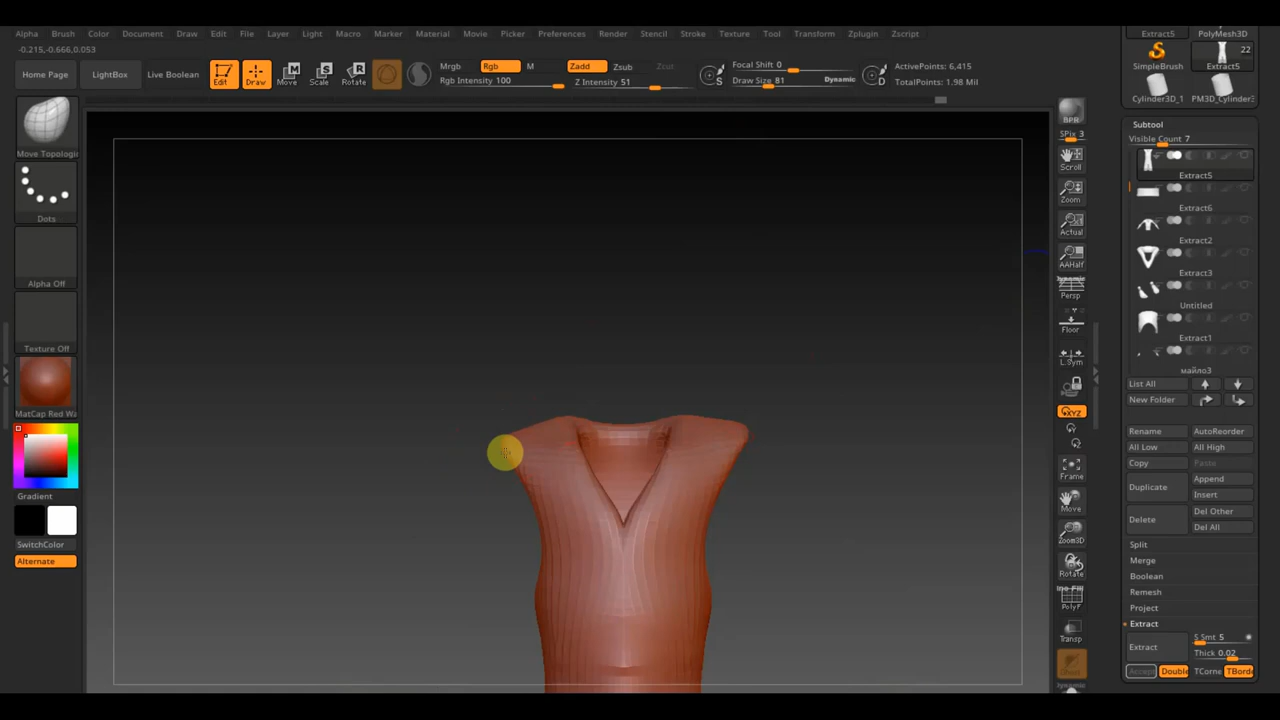 Alpha Brush Color Document Draw Edit File Layer Light Macro Marker Material Movie Picker Preferences Render Stencil Stroke Texture Tool Transform Zplugin Zscript
-0.215,-0.666,0.053
Home Page
LightBox
Live Boolean
Edit
Draw
Move
Scale
Rotate
Mrgb
Rgb
M
Rgb Intensity 100
Zadd
Zsub
Zcut
Z Intensity 51
S
Focal Shift 0
Draw Size 81
Dynamic
D
ActivePoints: 6,415
TotalPoints: 1.98 Mil
Move Topologic
Dots
Alpha Off
Texture Off
MatCap Red Wa
Gradient
SwitchColor
Alternate
BPR
SPix 3
Scroll
Zoom
Actual
AAHalf
Dynamic
Persp
Floor
L.Sym
XYZ
Frame
Move
Zoom3D
Rotate
PolyF
Transp
Dynamic
Extract5
PolyMesh3D
SimpleBrush
22
Extract5
Cylinder3D_1
PM3D_Cylinder3
Subtool
Visible Count 7
Extract5
Extract6
Extract2
Extract3
Untitled
Extract1
майло3
List All
New Folder
Rename
AutoReorder
All Low
All High
Copy
Paste
Duplicate
Append
Insert
Delete
Del Other
Del All
Split
Merge
Boolean
Remesh
Project
Extract
Extract
S Smt 5
Thick 0.02
Accept
Double
TCorne
TBorde